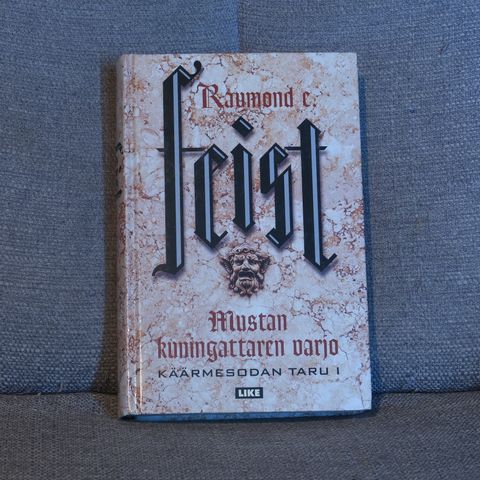 Raymond e.
feist
Mustan
kuningattaren varjo
KÄÄRMESODAN TARU I
LIKE